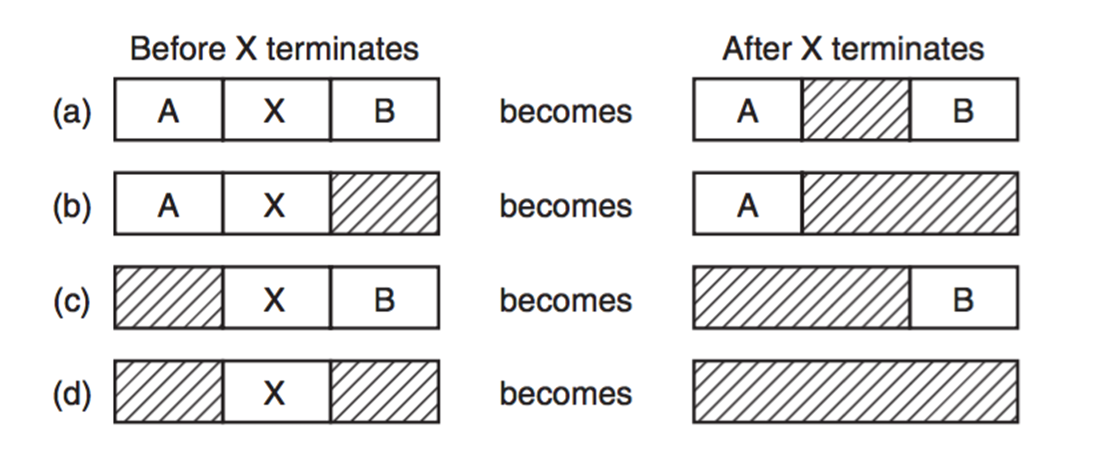 Before X terminates After X terminates
(a) A X B becomes A B
(b) A X becomes A
(c) X B becomes B
(d) X becomes